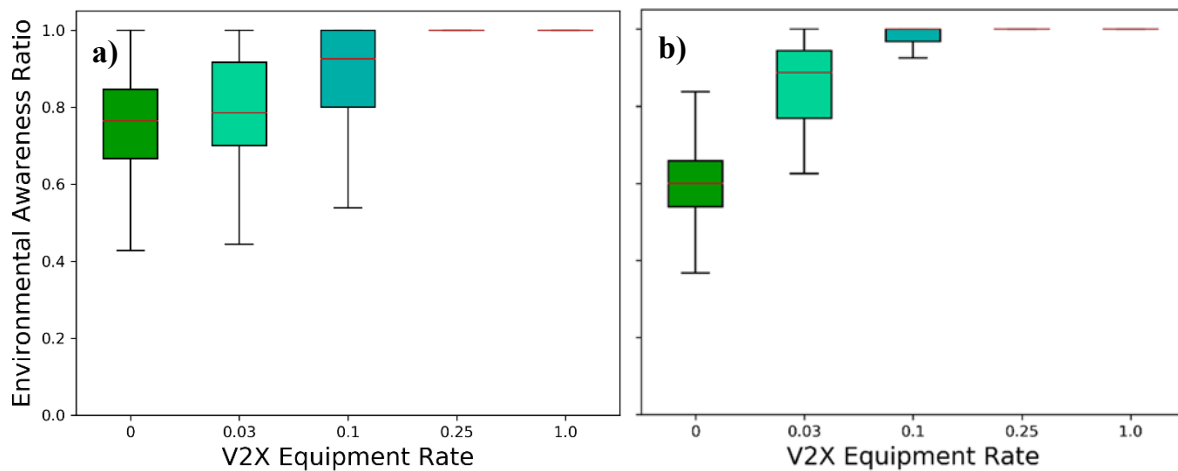 a)
b)
Environmental Awareness Ratio
1.0
0.8
0.6
0.4
0.2
0.0
0 0.03 0.1 0.25 1.0
0 0.03 0.1 0.25 1.0
V2X Equipment Rate
V2X Equipment Rate